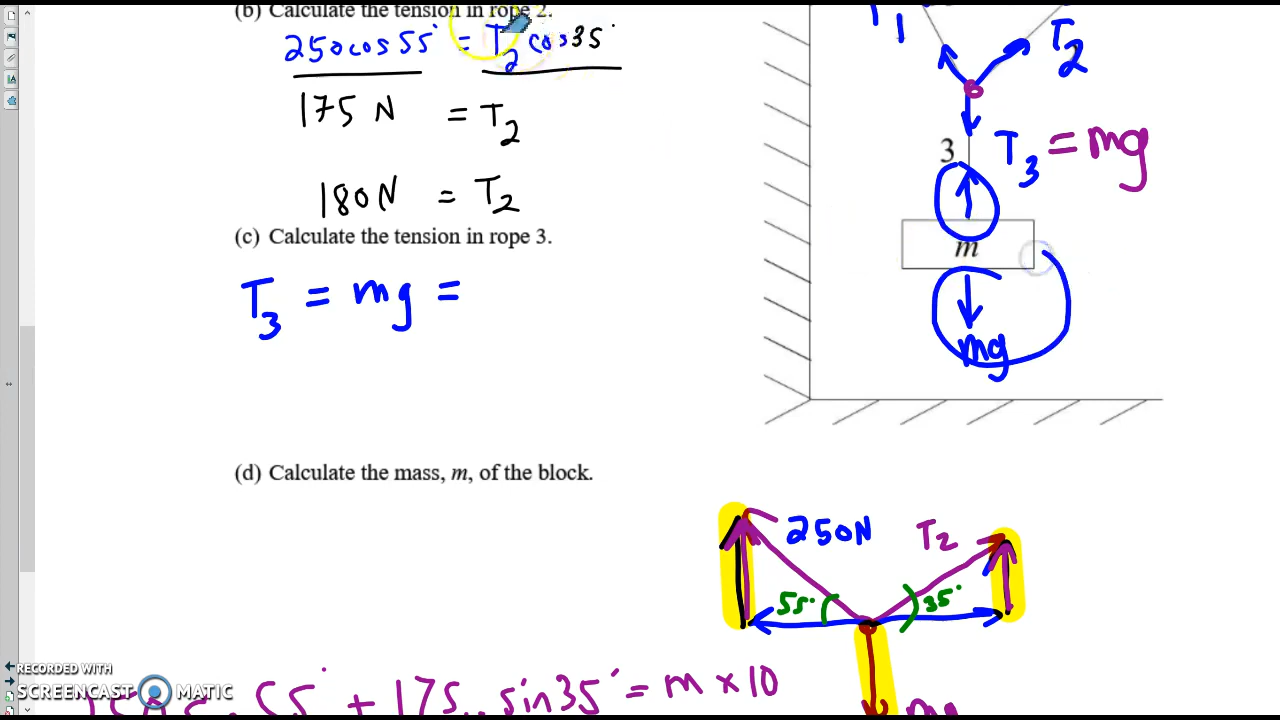 (b) Calculate the tension in rope 2.
250cos55° = T2 cos35°
175 N = T2
180N = T2
(c) Calculate the tension in rope 3.
T3 = mg =
(d) Calculate the mass, m, of the block.
T1
T2
3 T3 = mg
m
mg
250N T2
55° 35°
55° + 175 sin35° = m × 10
mg
RECORDED WITH
SCREENCAST MATIC